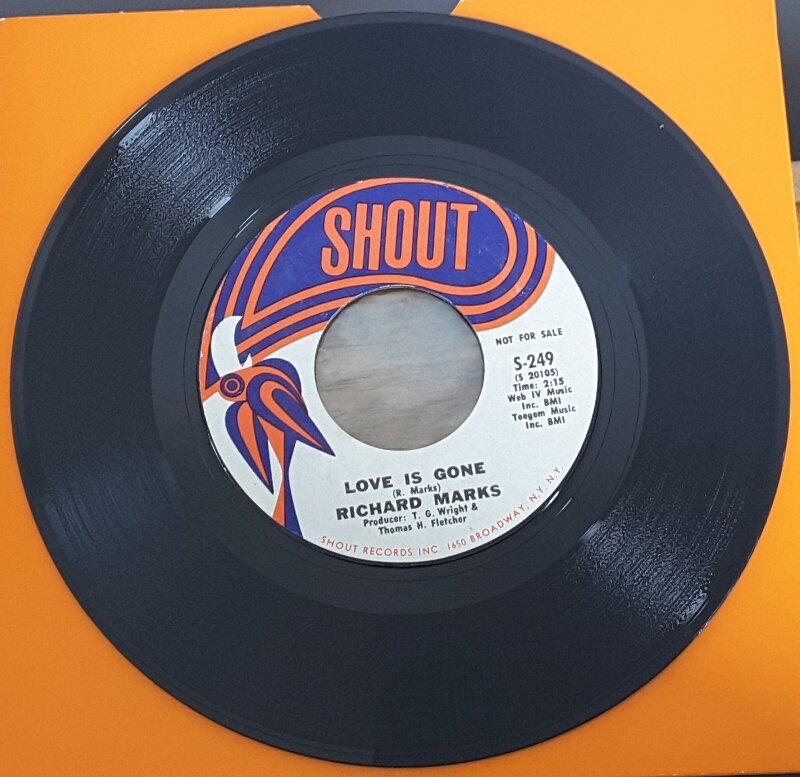 SHOUT
NOT FOR SALE
S-249
(S 20105)
Time: 2:15
Web IV Music
Inc. BMI
Teegem Music
Inc. BMI
LOVE IS GONE
(R. Marks)
RICHARD MARKS
Producer: T. G. Wright &
Thomas H. Fletcher
SHOUT RECORDS INC. 1650 BROADWAY, N.Y. N.Y.